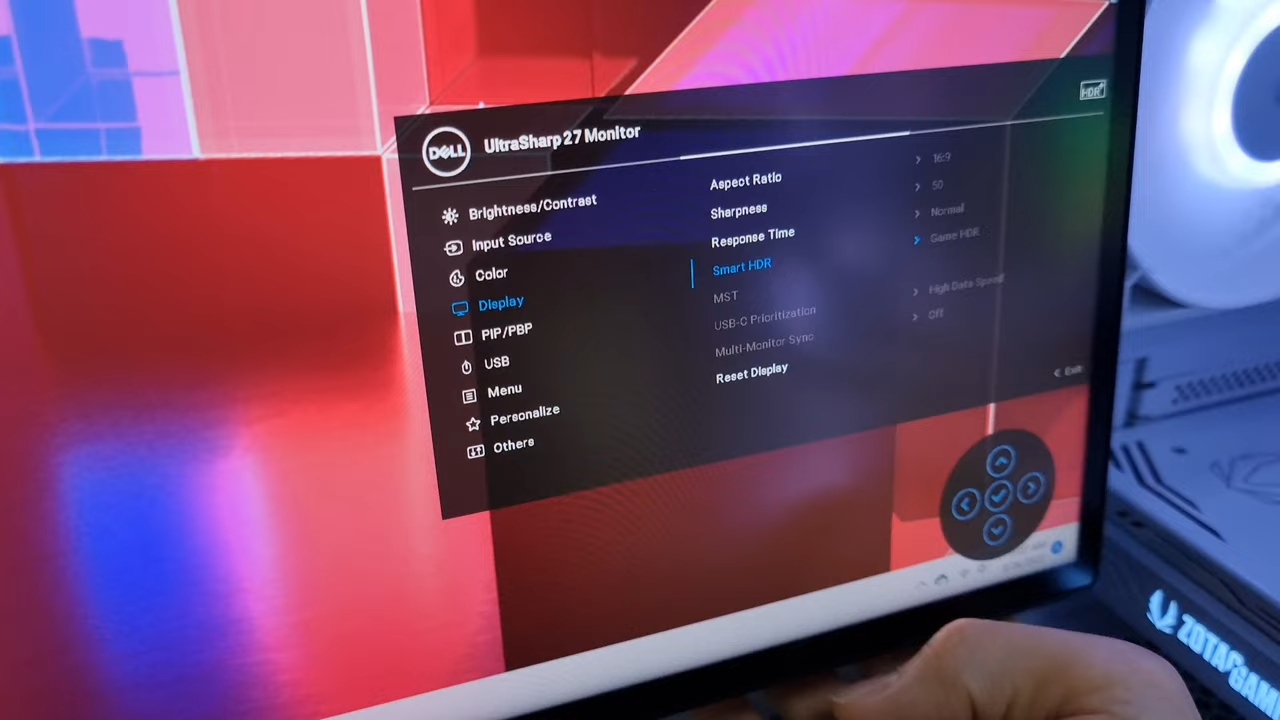 HDR
DELL
UltraSharp 27 Monitor
Brightness/Contrast
Input Source
Color
Display
PIP/PBP
USB
Menu
Personalize
Others
Aspect Ratio 16:9
Sharpness 50
Response Time Normal
Smart HDR Game HDR
MST
USB-C Prioritization High Data Speed
Multi-Monitor Sync Off
Reset Display
Exit
ZOTAC GAMI